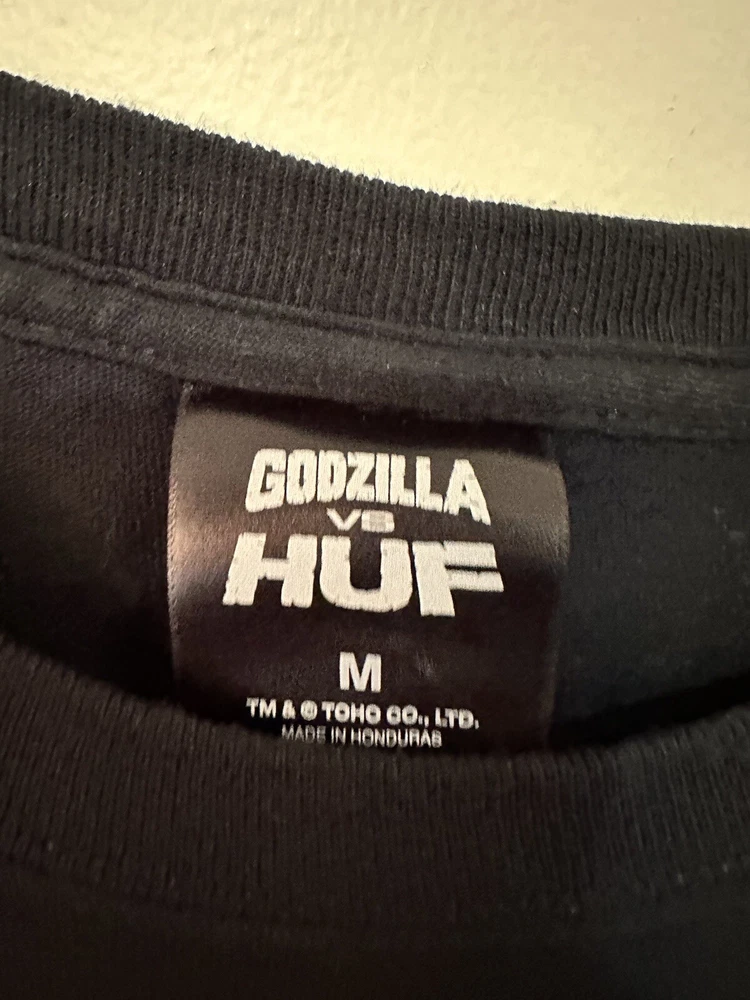 GODZILLA
VS
HUF
M
TM & © TOHO CO., LTD.
MADE IN HONDURAS